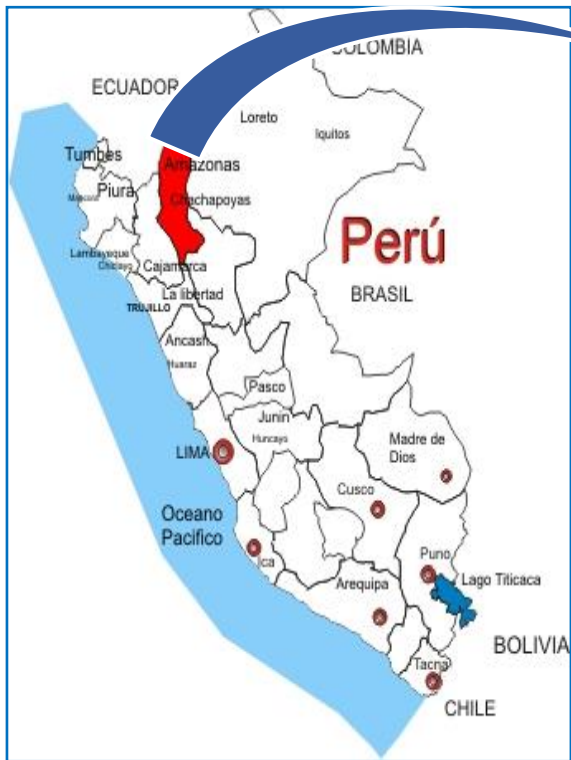 COLOMBIA
ECUADOR
Loreto
Iquitos
Tumbes
Amazonas
Piura
Chachapoyas
Perú
Lambayeque
Chiclayo
Cajamarca
BRASIL
La libertad
TRUJILLO
Ancash
Huaraz
Pasco
Junin
Huncayo
Madre de
Dios
LIMA
Cusco
Oceano
Pacifico
Ica
Puno
Lago Titicaca
Arequipa
BOLIVIA
Tacna
CHILE